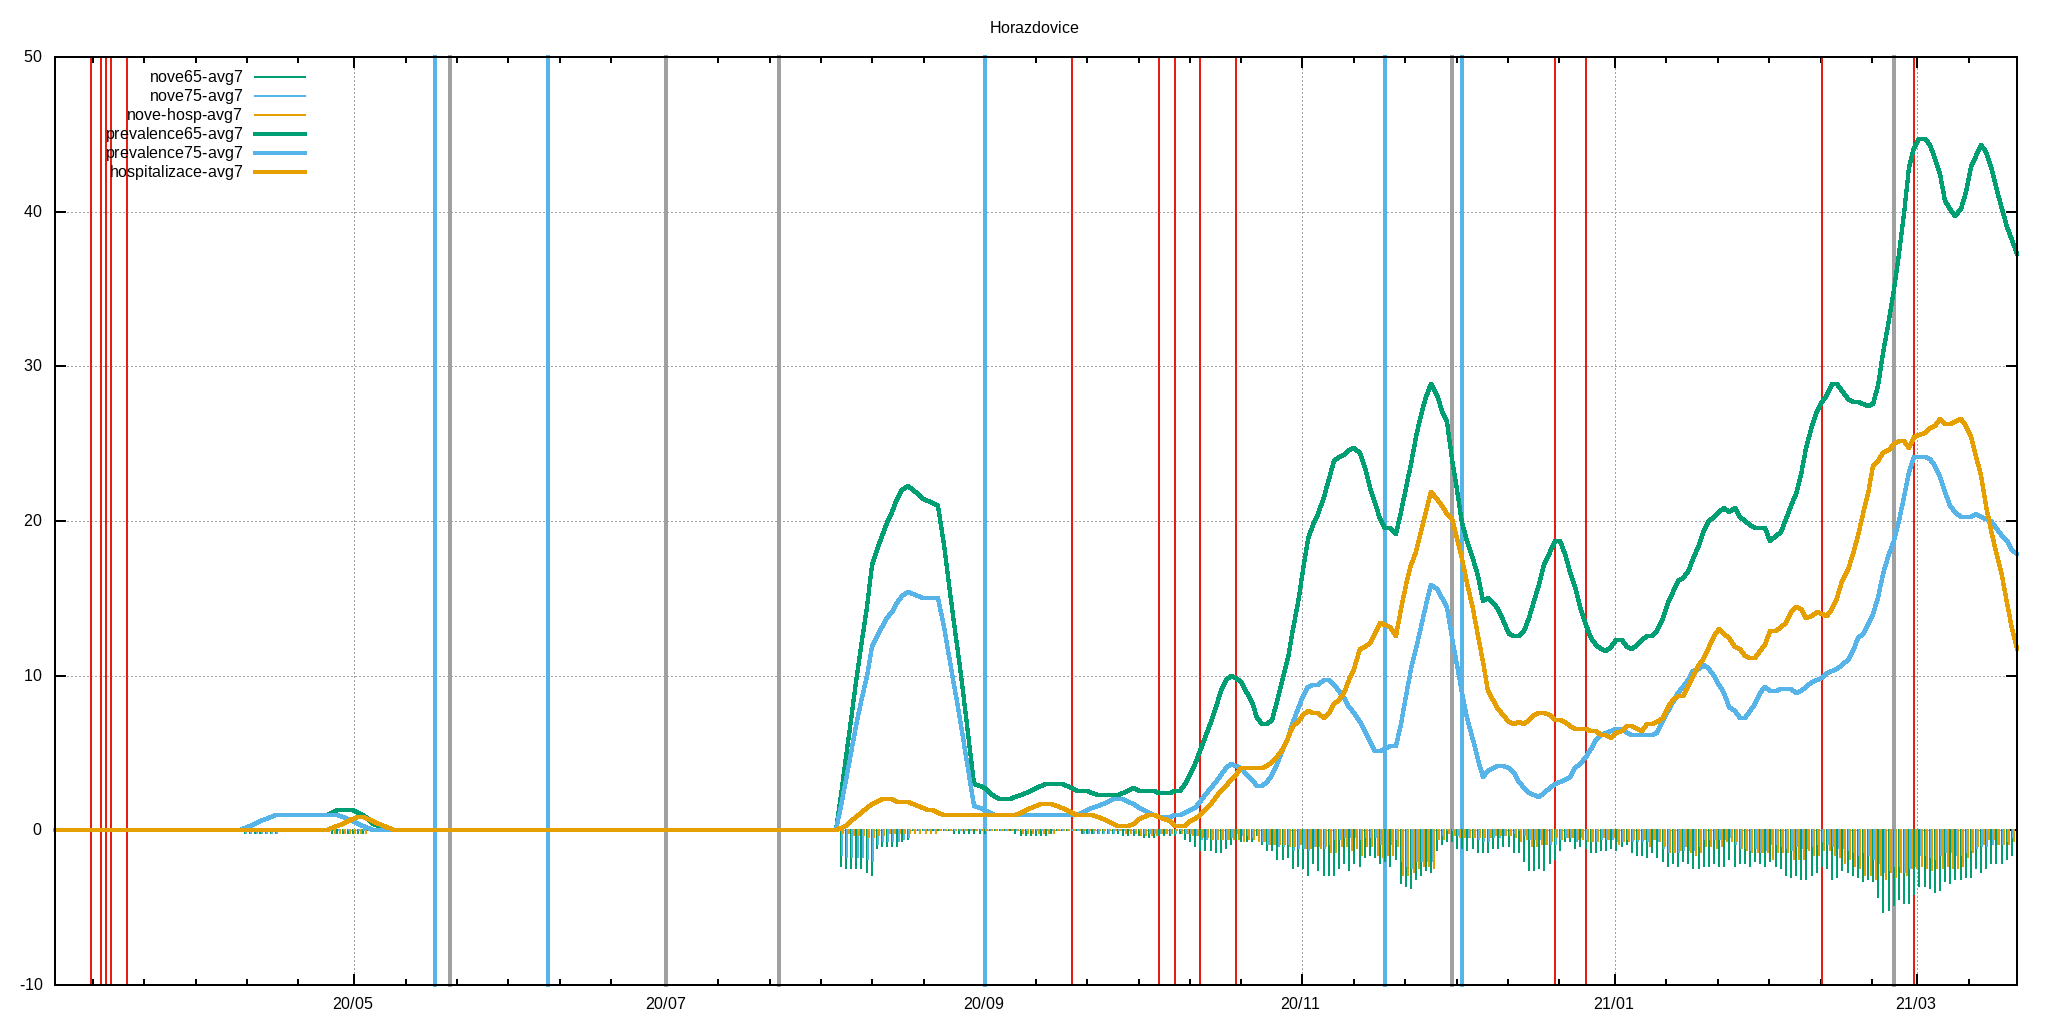 Horazdovice
50
nove65-avg7
nove75-avg7
nove-hosp-avg7
prevalence65-avg7
prevalence75-avg7
hospitalizace-avg7
40
30
20
10
0
-10
20/05
20/07
20/09
20/11
21/01
21/03